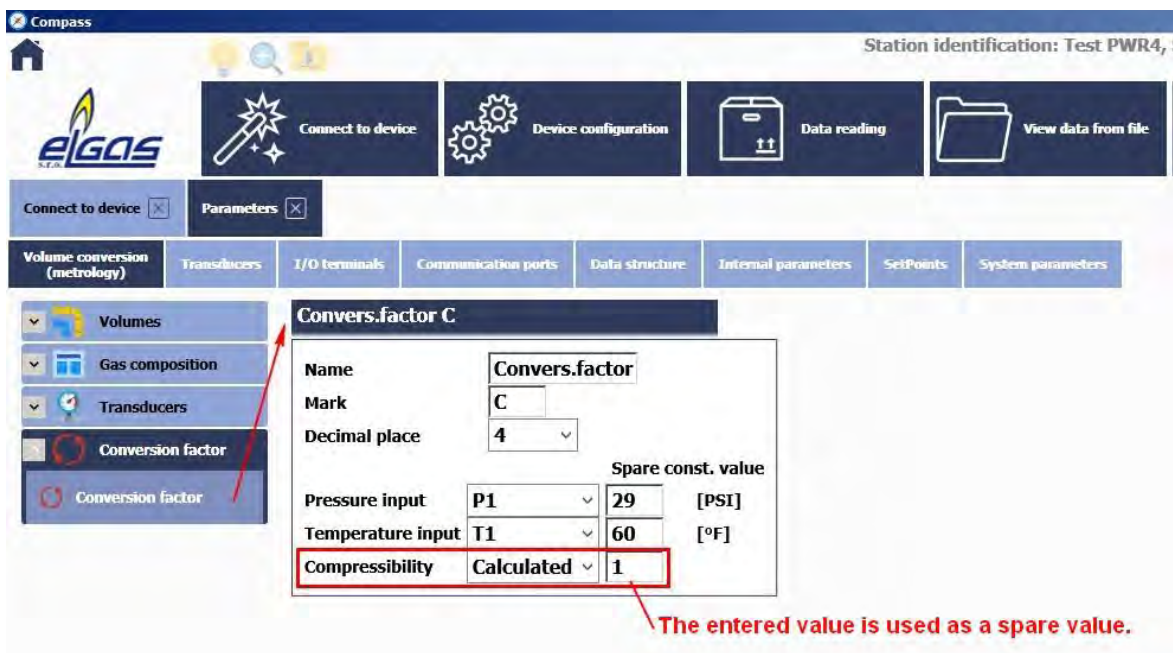 Compass
Station identification: Test PWR4,
elgas
s.r.o.
Connect to device
Device configuration
Data reading
View data from file
Connect to device
Parameters
Volume conversion
(metrology)
Transducers
I/O terminals
Communication ports
Data structure
Internal parameters
SetPoints
System parameters
Volumes
Gas composition
Transducers
Conversion factor
Conversion factor
Convers.factor C
Name Convers.factor
Mark C
Decimal place 4
Spare const. value
Pressure input P1 29 [PSI]
Temperature input T1 60 [ºF]
Compressibility Calculated 1
The entered value is used as a spare value.